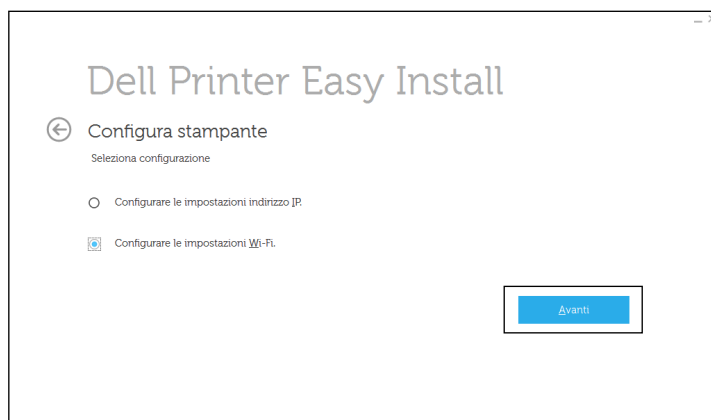 Dell Printer Easy Install
Configura stampante
Seleziona configurazione
Configurare le impostazioni indirizzo IP.
Configurare le impostazioni Wi-Fi.
Avanti